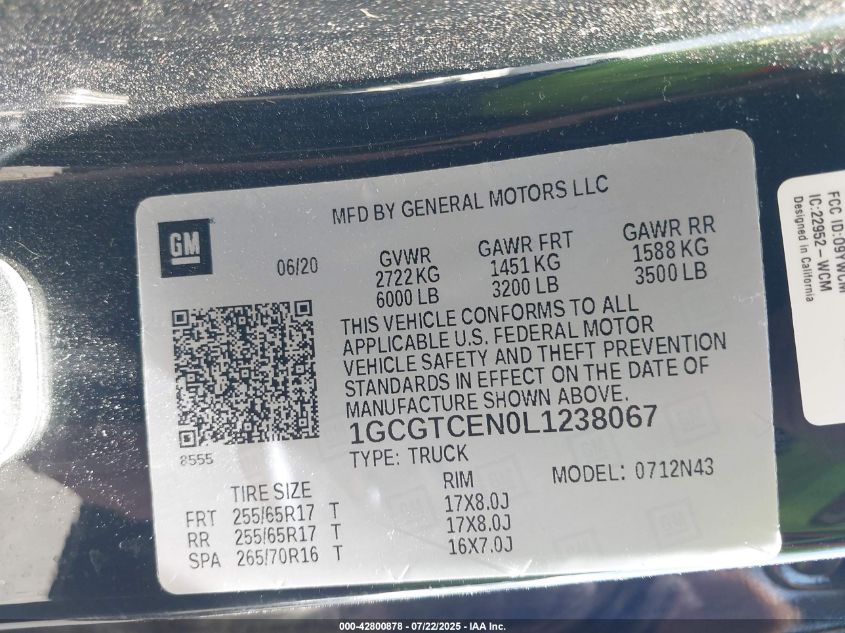 MFD BY GENERAL MOTORS LLC
GM
06/20
GVWR
2722 KG
6000 LB
GAWR FRT
1451 KG
3200 LB
GAWR RR
1588 KG
3500 LB
THIS VEHICLE CONFORMS TO ALL
APPLICABLE U.S. FEDERAL MOTOR
VEHICLE SAFETY AND THEFT PREVENTION
STANDARDS IN EFFECT ON THE DATE OF
MANUFACTURE SHOWN ABOVE.
1GCGTCEN0L1238067
8555
TYPE: TRUCK
MODEL: 0712N43
TIRE SIZE RIM
FRT 255/65R17 T 17X8.0J
RR 255/65R17 T 17X8.0J
SPA 265/70R16 T 16X7.0J
FCC ID:O9YWCM
IC:22952-WCM
Designed in California
000-42800878 - 07/22/2025 - IAA Inc.